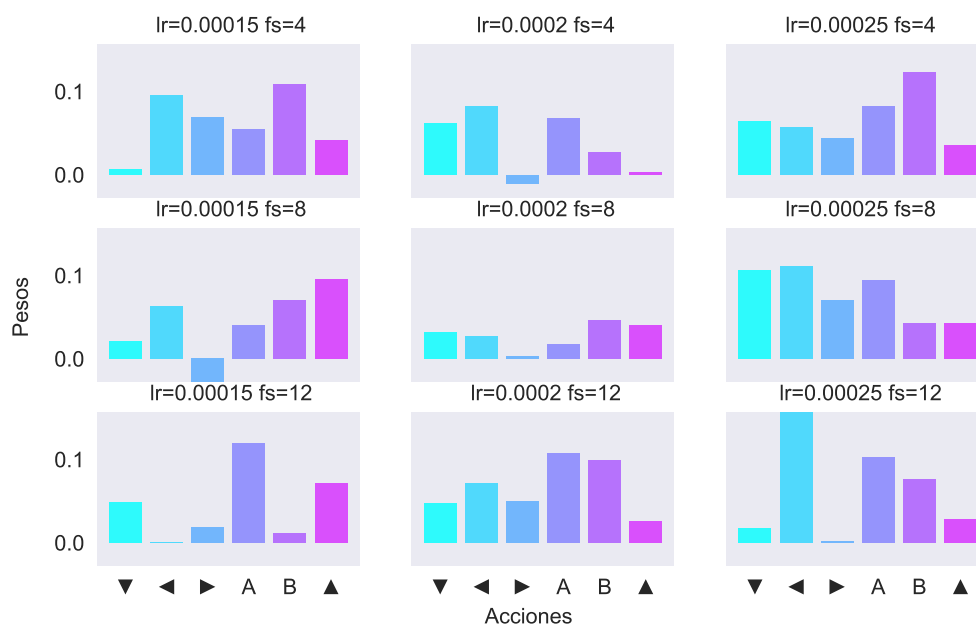 lr=0.00015 fs=4
lr=0.0002 fs=4
lr=0.00025 fs=4
0.1
0.0
lr=0.00015 fs=8
lr=0.0002 fs=8
lr=0.00025 fs=8
0.1
0.0
Pesos
lr=0.00015 fs=12
lr=0.0002 fs=12
lr=0.00025 fs=12
0.1
0.0
▼ ◄ ► A B ▲
▼ ◄ ► A B ▲
▼ ◄ ► A B ▲
Acciones